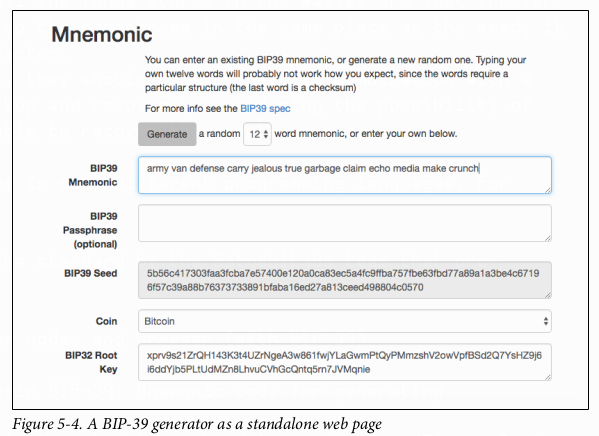 Mnemonic
You can enter an existing BIP39 mnemonic, or generate a new random one. Typing your
own twelve words will probably not work how you expect, since the words require a
particular structure (the last word is a checksum)
For more info see the BIP39 spec
Generate a random 12 word mnemonic, or enter your own below.
BIP39
Mnemonic
army van defense carry jealous true garbage claim echo media make crunch
BIP39
Passphrase
(optional)
BIP39 Seed
5b56c417303faa3fcba7e57400e120a0ca83ec5a4fc9ffba757fbe63fbd77a89a1a3be4c6719
6f57c39a88b76373733891bfaba16ed27a813ceed498804c0570
Coin
Bitcoin
BIP32 Root
Key
xprv9s21ZrQH143K3t4UZrNgeA3w861fwjYLaGwmPtQyPMmzshV2owVpfBSd2Q7YsHZ9j6
i6ddYjb5PLtUdMZn8LhvuCVhGcQntq5rn7JVMqnie
Figure 5-4. A BIP-39 generator as a standalone web page